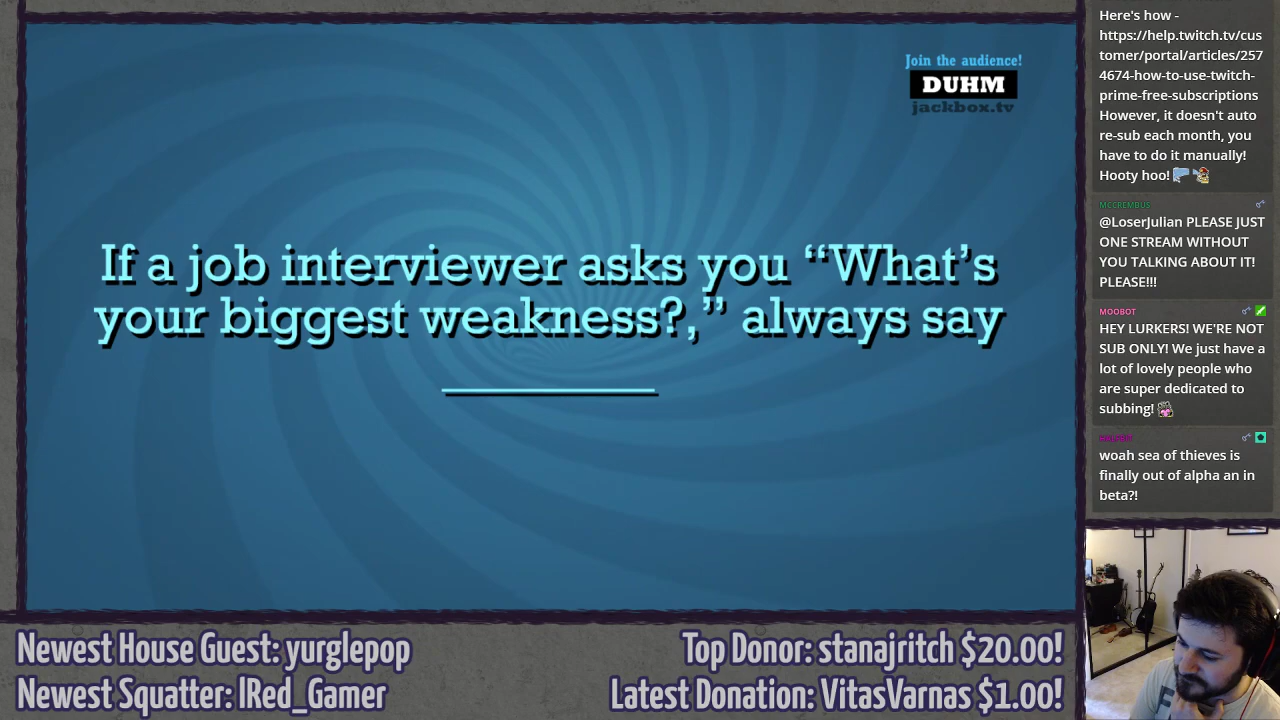 Join the audience!
DUHM
jackbox.tv
If a job interviewer asks you “What’s
your biggest weakness?,” always say
Here's how -
https://help.twitch.tv/cus
tomer/portal/articles/257
4674-how-to-use-twitch-
prime-free-subscriptions
However, it doesn't auto
re-sub each month, you
have to do it manually!
Hooty hoo!
MCCREMBUS
@LoserJulian PLEASE JUST
ONE STREAM WITHOUT
YOU TALKING ABOUT IT!
PLEASE!!!
MOOBOT
HEY LURKERS! WE'RE NOT
SUB ONLY! We just have a
lot of lovely people who
are super dedicated to
subbing!
woah sea of thieves is
finally out of alpha an in
beta?!
Newest House Guest: yurglepop
Newest Squatter: lRed_Gamer
Top Donor: stanajritch $20.00!
Latest Donation: VitasVarnas $1.00!